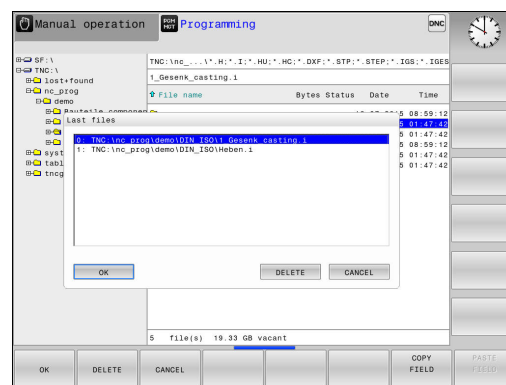 Manual operation
PGM
MGT
Programming
DNC
SF:\
TNC:\
lost+found
nc_prog
demo
Bauteile_componen
syst
tabl
tncg
TNC:\nc_...\*.H;*.I;*.HU;*.HC;*.DXF;*.STP;*.STEP;*.IGS;*.IGES
1_Gesenk_casting.i
File name Bytes Status Date Time
5 08:59:12
5 01:47:42
5 01:47:42
5 08:59:12
5 01:47:42
5 01:47:42
Last files
0: TNC:\nc_prog\demo\DIN_ISO\1_Gesenk_casting.i
1: TNC:\nc_prog\demo\DIN_ISO\Heben.i
OK DELETE CANCEL
5 file(s) 19.33 GB vacant
OK DELETE CANCEL COPY FIELD PASTE FIELD